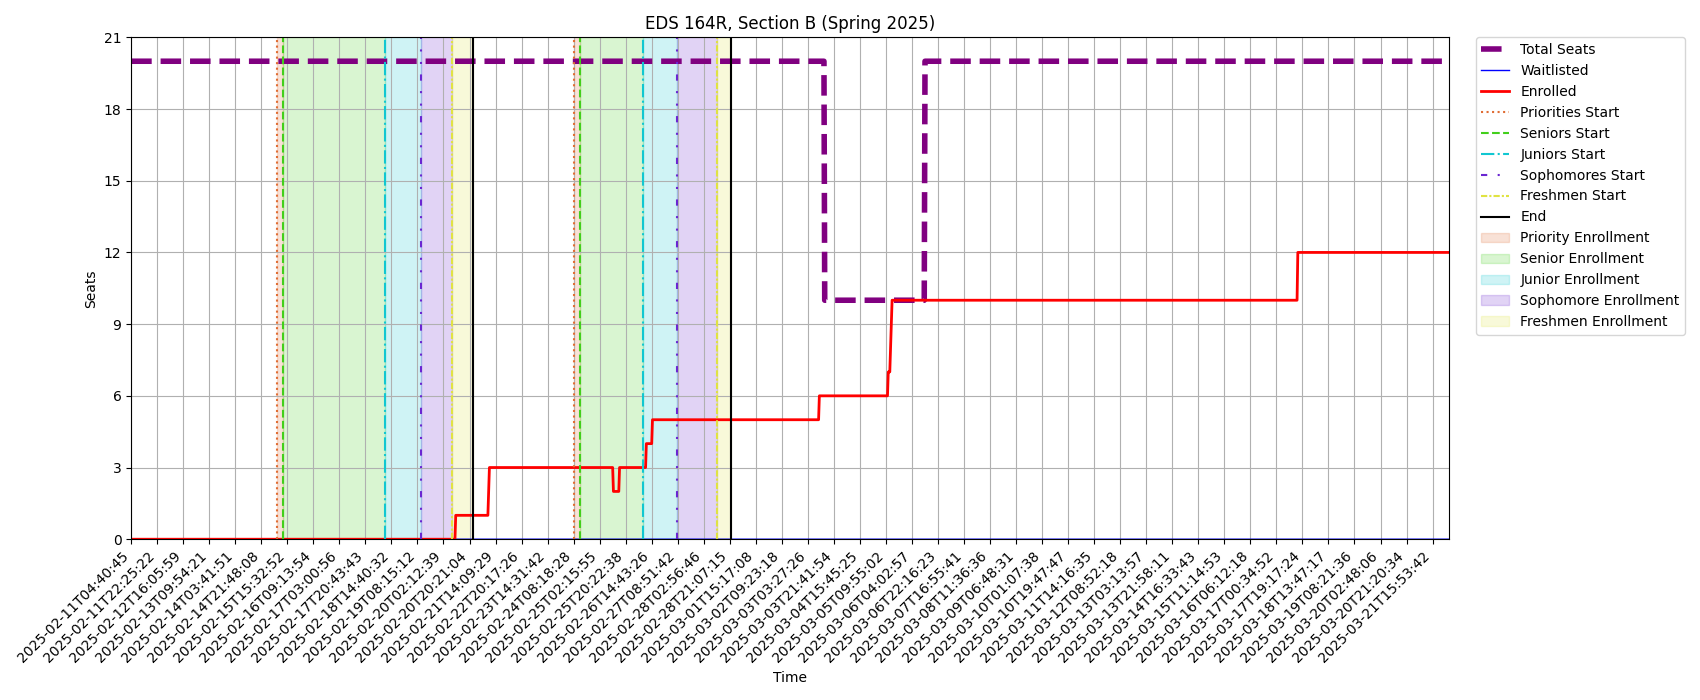 EDS 164R, Section B (Spring 2025)
21
18
15
12
9
6
3
0
Seats
2025-02-11T04:40:45
2025-02-11T22:25:22
2025-02-12T16:05:59
2025-02-13T09:54:21
2025-02-14T03:41:51
2025-02-14T21:48:08
2025-02-15T15:32:52
2025-02-16T09:13:54
2025-02-17T03:00:56
2025-02-17T20:43:43
2025-02-18T14:40:32
2025-02-19T08:15:12
2025-02-20T02:12:39
2025-02-20T20:21:04
2025-02-21T14:09:29
2025-02-22T20:17:26
2025-02-23T14:31:42
2025-02-24T08:18:28
2025-02-25T02:15:55
2025-02-25T20:22:38
2025-02-26T14:43:26
2025-02-27T08:51:42
2025-02-28T02:56:46
2025-02-28T21:07:15
2025-03-01T15:17:08
2025-03-02T09:23:18
2025-03-03T03:27:26
2025-03-03T21:41:54
2025-03-04T15:45:25
2025-03-05T09:55:02
2025-03-06T04:02:57
2025-03-06T22:16:23
2025-03-07T16:55:41
2025-03-08T11:36:36
2025-03-09T06:48:31
2025-03-10T01:07:38
2025-03-10T19:47:47
2025-03-11T14:16:35
2025-03-12T08:52:18
2025-03-13T03:13:57
2025-03-13T21:58:11
2025-03-14T16:33:43
2025-03-15T11:14:53
2025-03-16T06:12:18
2025-03-17T00:34:52
2025-03-17T19:17:24
2025-03-18T13:47:17
2025-03-19T08:21:36
2025-03-20T02:48:06
2025-03-20T21:20:34
2025-03-21T15:53:42
Time
Total Seats
Waitlisted
Enrolled
Priorities Start
Seniors Start
Juniors Start
Sophomores Start
Freshmen Start
End
Priority Enrollment
Senior Enrollment
Junior Enrollment
Sophomore Enrollment
Freshmen Enrollment